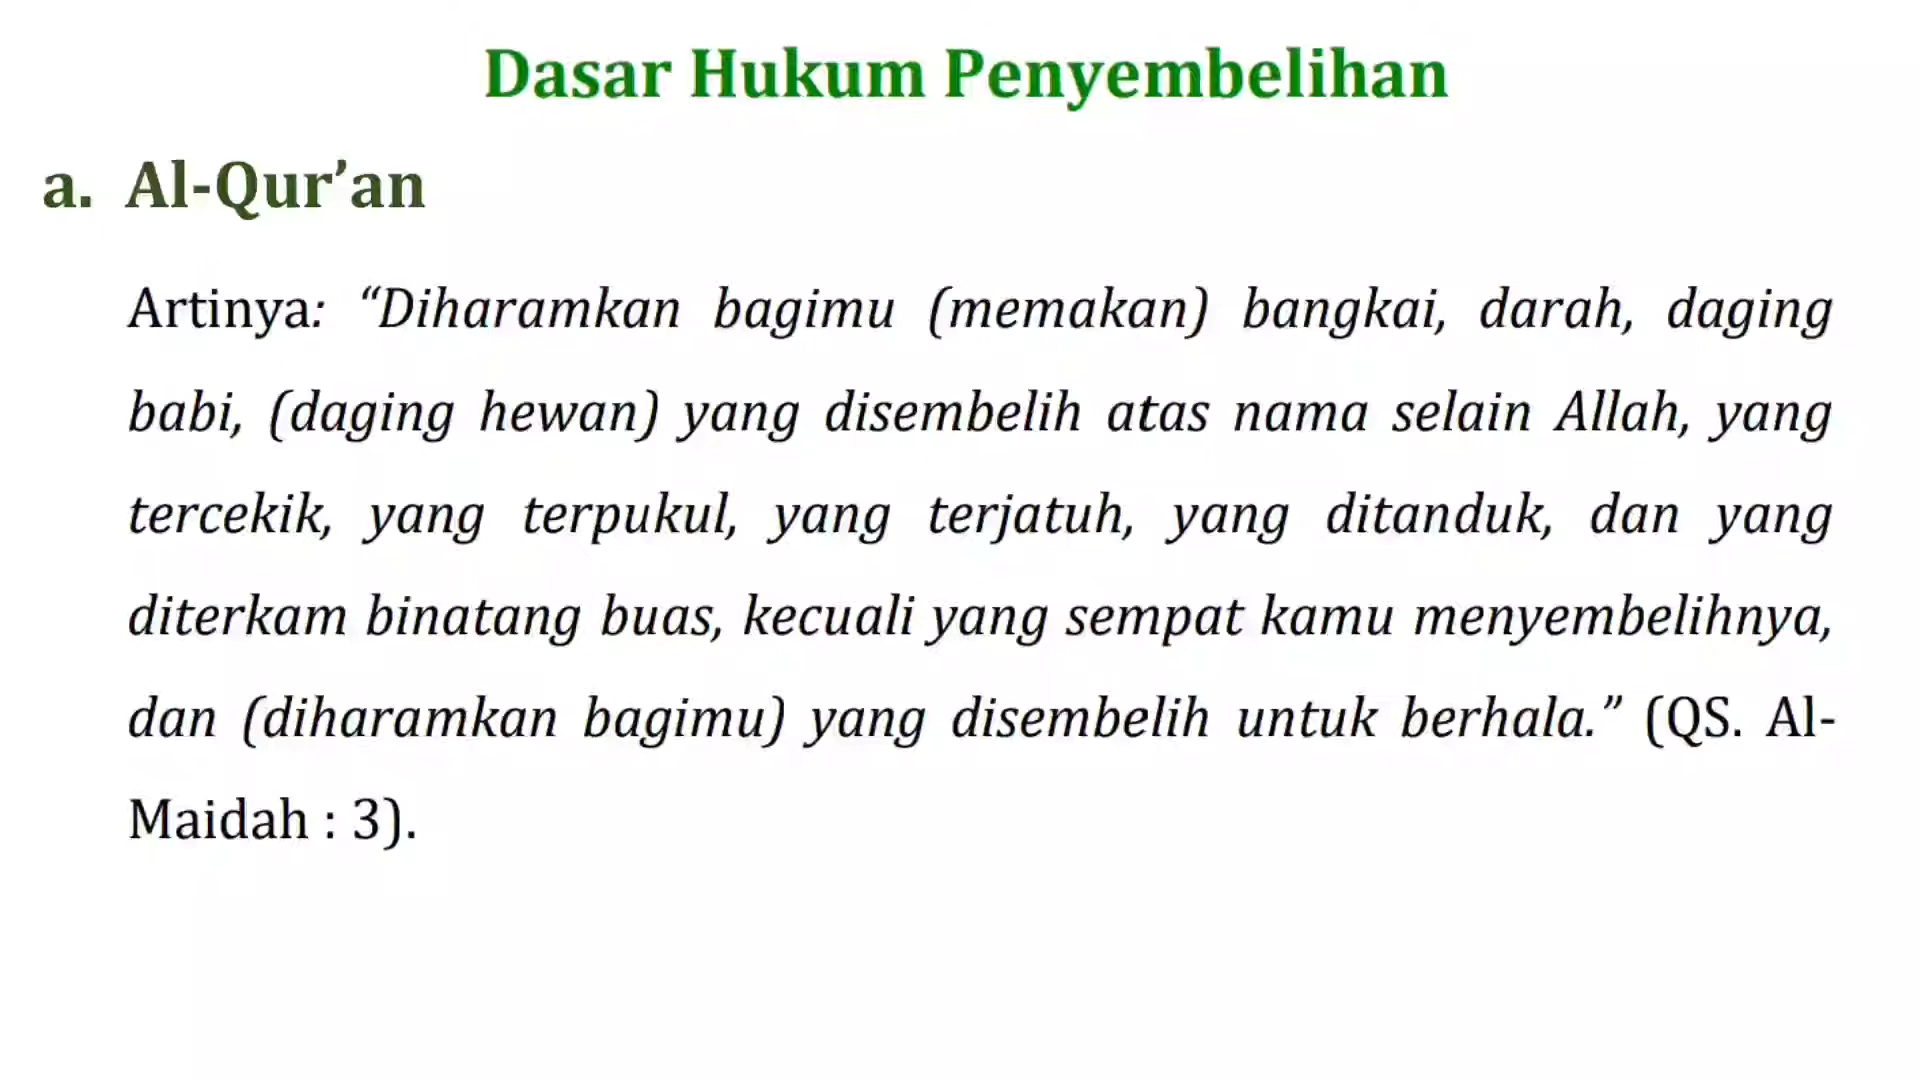 Dasar Hukum Penyembelihan
a. Al-Qur’an
Artinya: “Diharamkan bagimu (memakan) bangkai, darah, daging
babi, (daging hewan) yang disembelih atas nama selain Allah, yang
tercekik, yang terpukul, yang terjatuh, yang ditanduk, dan yang
diterkam binatang buas, kecuali yang sempat kamu menyembelihnya,
dan (diharamkan bagimu) yang disembelih untuk berhala.” (QS. Al-
Maidah : 3).